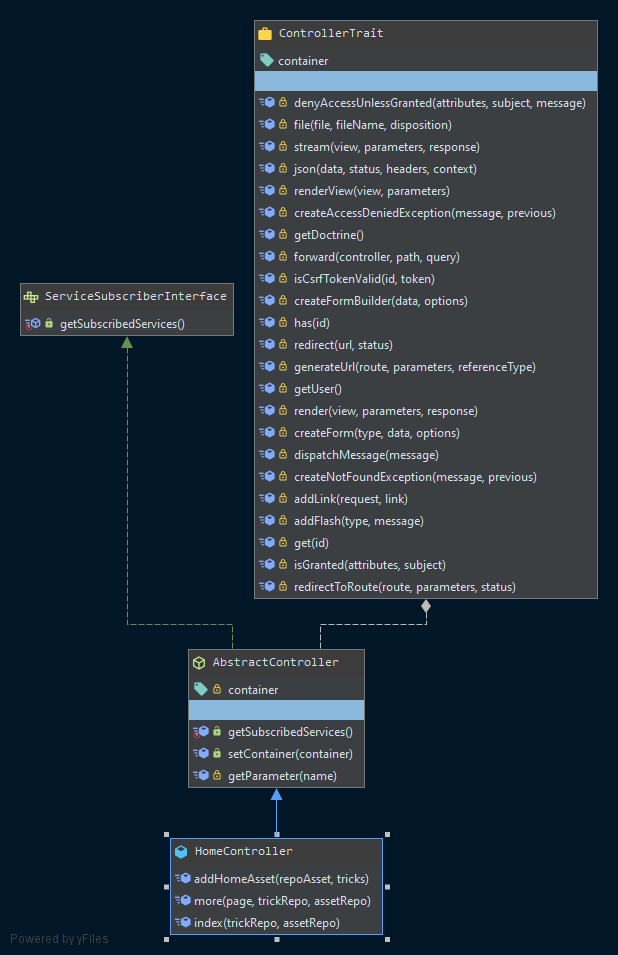 ControllerTrait
container
denyAccessUnlessGranted(attributes, subject, message)
file(file, fileName, disposition)
stream(view, parameters, response)
json(data, status, headers, context)
renderView(view, parameters)
createAccessDeniedException(message, previous)
getDoctrine()
forward(controller, path, query)
isCsrfTokenValid(id, token)
createFormBuilder(data, options)
has(id)
redirect(url, status)
generateUrl(route, parameters, referenceType)
getUser()
render(view, parameters, response)
createForm(type, data, options)
dispatchMessage(message)
createNotFoundException(message, previous)
addLink(request, link)
addFlash(type, message)
get(id)
isGranted(attributes, subject)
redirectToRoute(route, parameters, status)
ServiceSubscriberInterface
getSubscribedServices()
AbstractController
container
getSubscribedServices()
setContainer(container)
getParameter(name)
HomeController
addHomeAsset(repoAsset, tricks)
more(page, trickRepo, assetRepo)
index(trickRepo, assetRepo)
Powered by yFiles